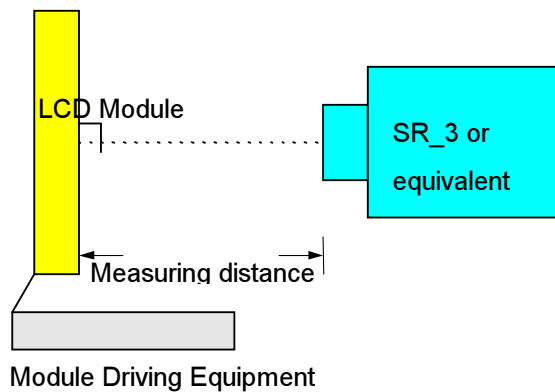 LCD Module
SR_3 or
equivalent
Measuring distance
Module Driving Equipment